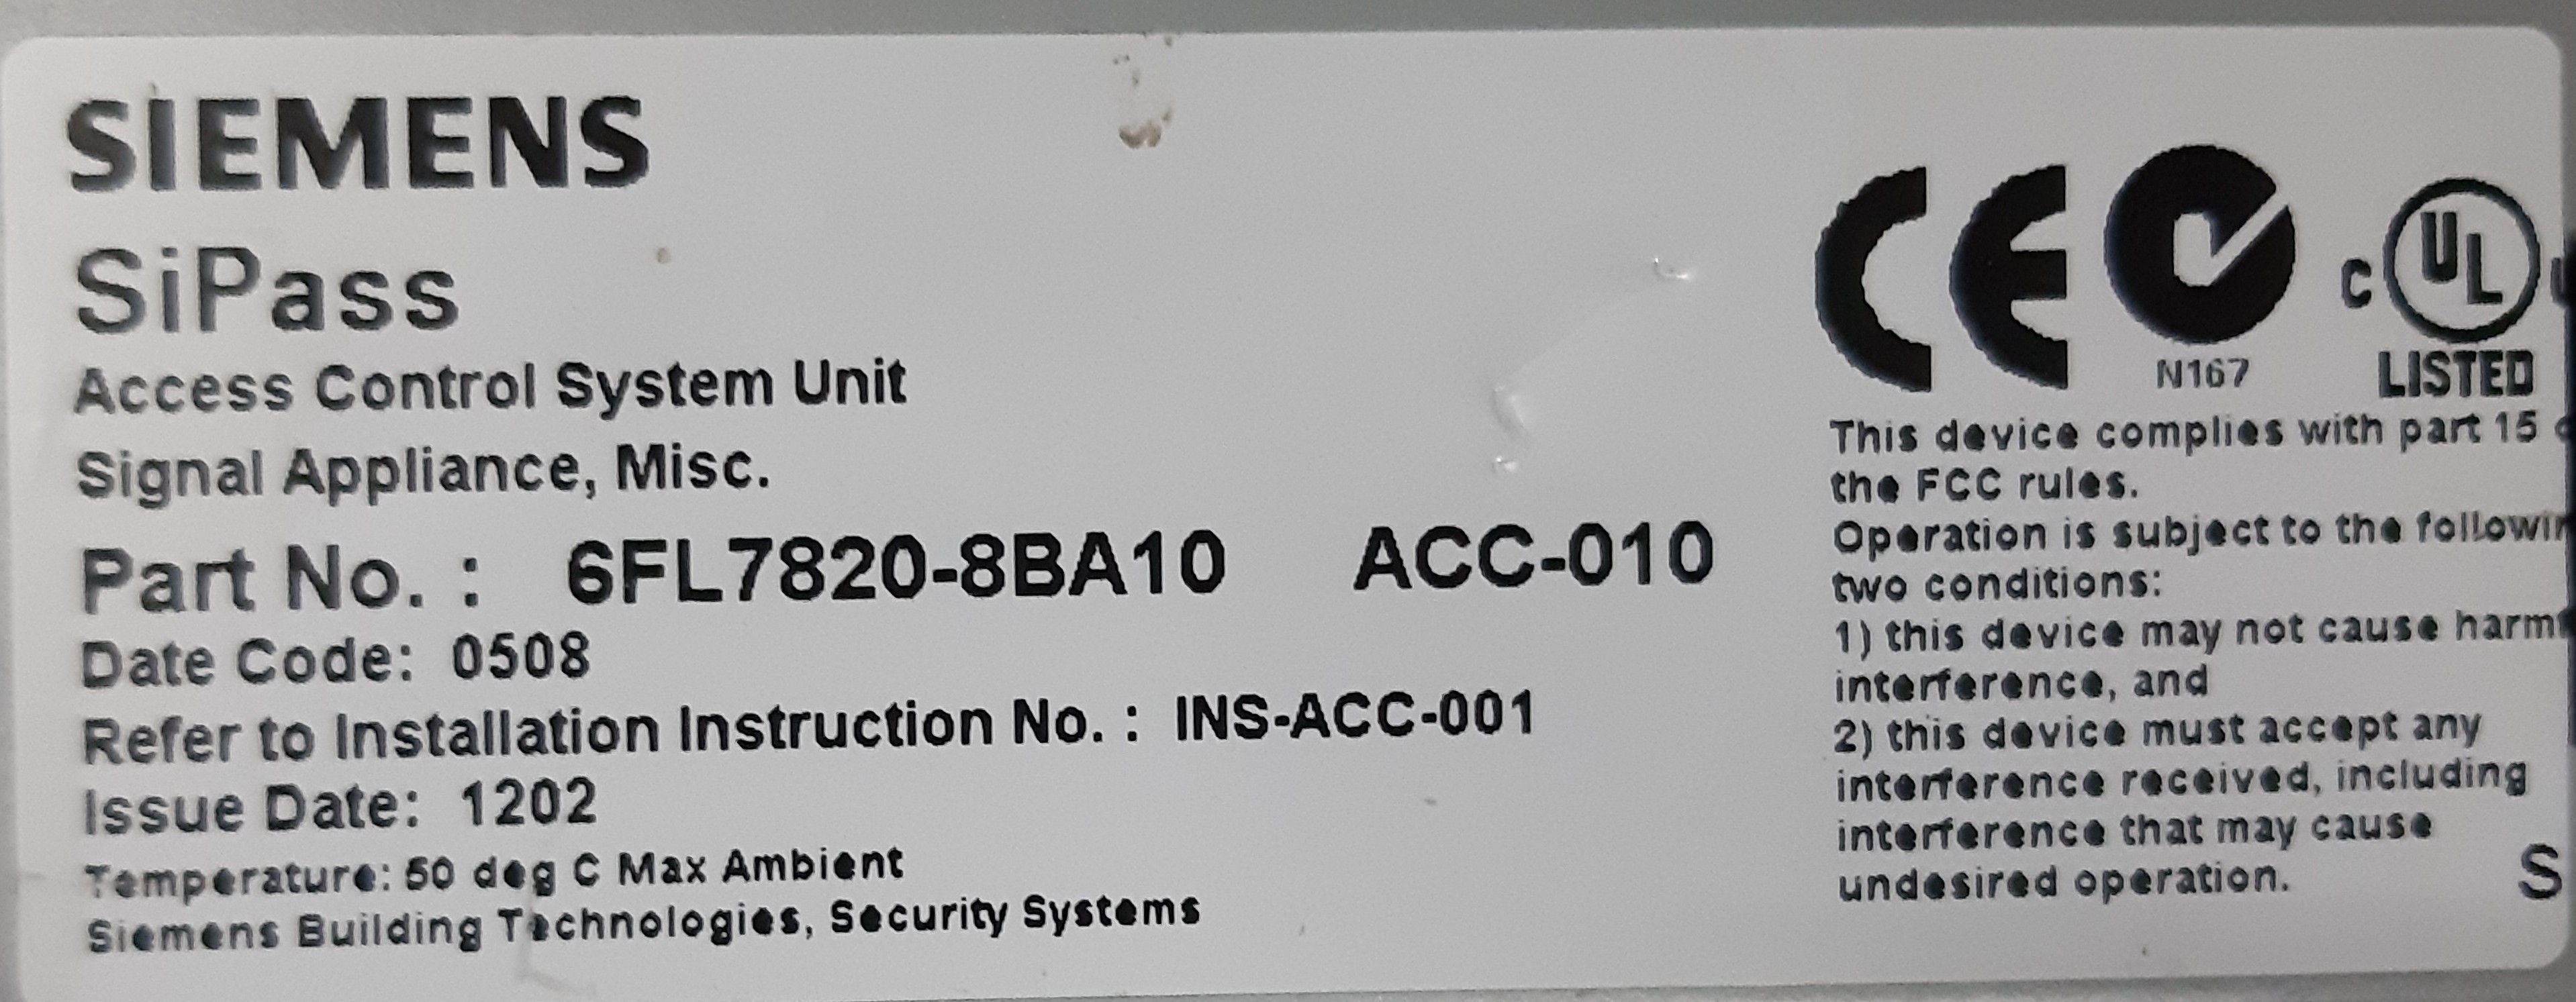 SIEMENS
SiPass
Access Control System Unit
Signal Appliance, Misc.
Part No. : 6FL7820-8BA10 ACC-010
Date Code: 0508
Refer to Installation Instruction No. : INS-ACC-001
Issue Date: 1202
Temperature: 50 deg C Max Ambient
Siemens Building Technologies, Security Systems
CE
N167
C UL
LISTED
This device complies with part 15
the FCC rules.
Operation is subject to the
two conditions:
1) this device may not cause
interference, and
2) this device must accept any
interference received, including
interference that may cause
undesired operation.
S